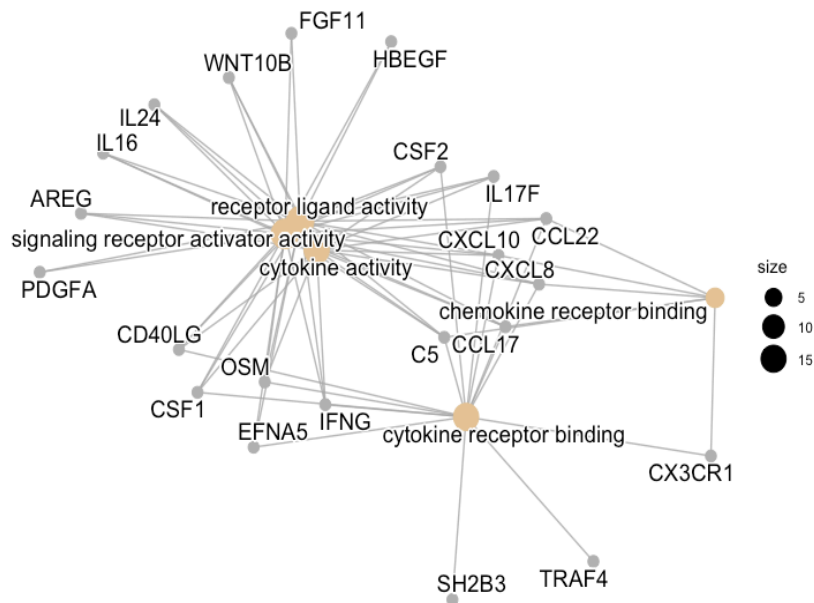 FGF11
HBEGF
WNT10B
IL24
IL16
CSF2
IL17F
AREG
receptor ligand activity
signaling receptor activator activity
CXCL10
CCL22
cytokine activity
CXCL8
size
PDGFA
5
chemokine receptor binding
10
CD40LG
C5
CCL17
15
OSM
CSF1
IFNG
EFNA5
cytokine receptor binding
CX3CR1
SH2B3
TRAF4